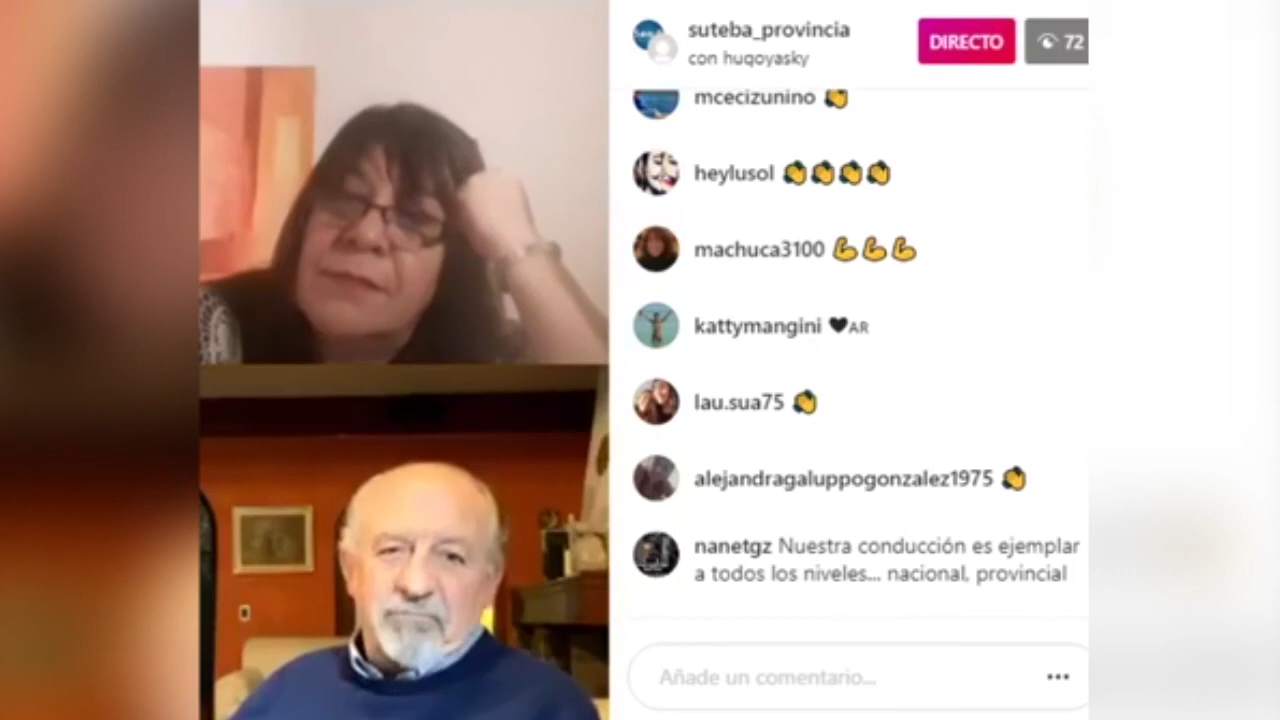 suteba_provincia
con huqoyasky
DIRECTO
72
mcecizunino
heylusol
machuca3100
kattymangini 🖤AR
lau.sua75
alejandragaluppogonzalez1975
nanetgz Nuestra conducción es ejemplar
a todos los niveles... nacional, provincial
Añade un comentario...